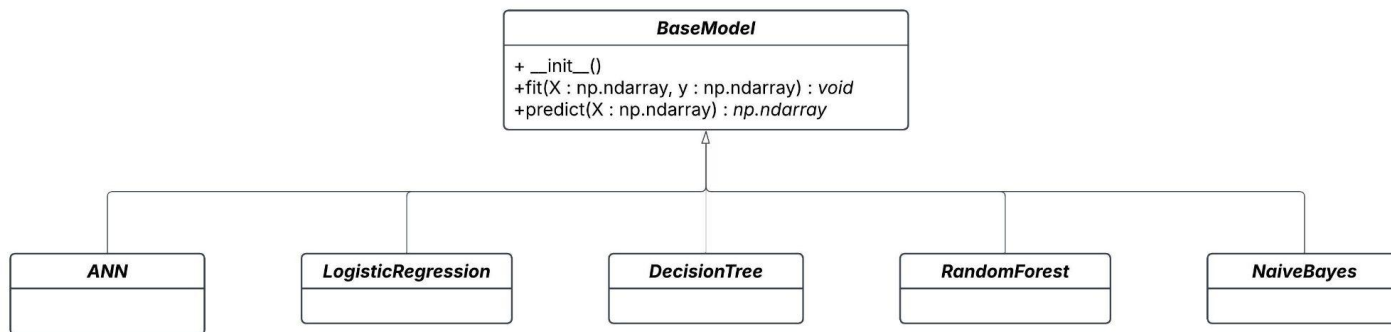 BaseModel
+ __init__()
+fit(X : np.ndarray, y : np.ndarray) : void
+predict(X : np.ndarray) : np.ndarray
ANN
LogisticRegression
DecisionTree
RandomForest
NaiveBayes